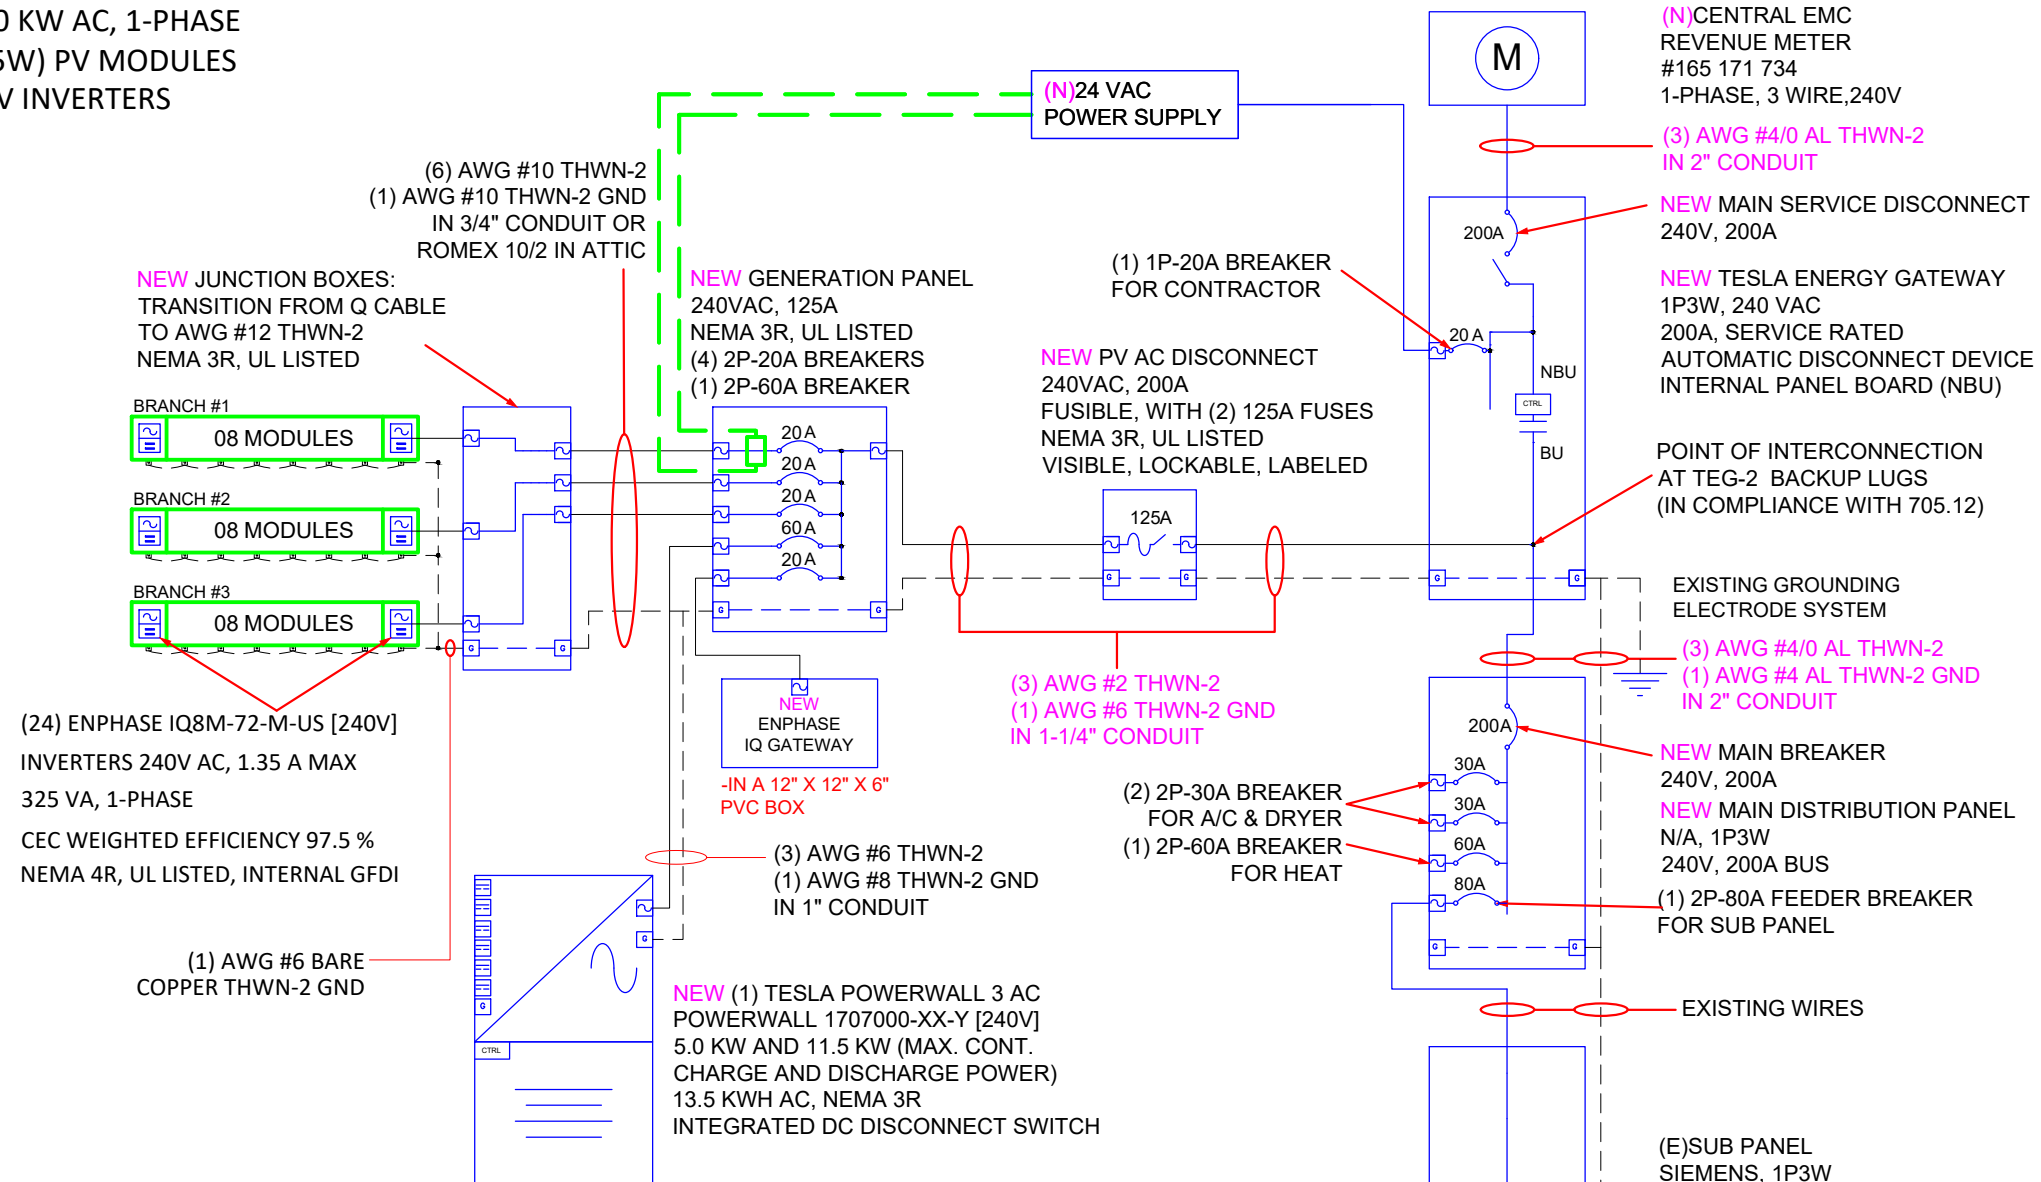 0 KW AC, 1-PHASE
5W) PV MODULES
V INVERTERS
(N)24 VAC
POWER SUPPLY
M
(N)CENTRAL EMC
REVENUE METER
#165 171 734
1-PHASE, 3 WIRE,240V
(3) AWG #4/0 AL THWN-2
IN 2" CONDUIT
(6) AWG #10 THWN-2
(1) AWG #10 THWN-2 GND
IN 3/4" CONDUIT OR
ROMEX 10/2 IN ATTIC
NEW MAIN SERVICE DISCONNECT
240V, 200A
200A
NEW JUNCTION BOXES:
TRANSITION FROM Q CABLE
TO AWG #12 THWN-2
NEMA 3R, UL LISTED
NEW GENERATION PANEL
240VAC, 125A
NEMA 3R, UL LISTED
(4) 2P-20A BREAKERS
(1) 2P-60A BREAKER
(1) 1P-20A BREAKER
FOR CONTRACTOR
20A
NBU
CTRL
BU
NEW TESLA ENERGY GATEWAY
1P3W, 240 VAC
200A, SERVICE RATED
AUTOMATIC DISCONNECT DEVICE
INTERNAL PANEL BOARD (NBU)
NEW PV AC DISCONNECT
240VAC, 200A
FUSIBLE, WITH (2) 125A FUSES
NEMA 3R, UL LISTED
VISIBLE, LOCKABLE, LABELED
BRANCH #1
08 MODULES
BRANCH #2
08 MODULES
BRANCH #3
08 MODULES
20A
20A
20A
60A
20A
125A
POINT OF INTERCONNECTION
AT TEG-2 BACKUP LUGS
(IN COMPLIANCE WITH 705.12)
G
G
G
G
G
G
G
G
EXISTING GROUNDING
ELECTRODE SYSTEM
(3) AWG #4/0 AL THWN-2
(1) AWG #4 AL THWN-2 GND
IN 2" CONDUIT
(24) ENPHASE IQ8M-72-M-US [240V]
INVERTERS 240V AC, 1.35 A MAX
325 VA, 1-PHASE
CEC WEIGHTED EFFICIENCY 97.5 %
NEMA 4R, UL LISTED, INTERNAL GFDI
NEW
ENPHASE
IQ GATEWAY
-IN A 12" X 12" X 6"
PVC BOX
(3) AWG #2 THWN-2
(1) AWG #6 THWN-2 GND
IN 1-1/4" CONDUIT
200A
30A
30A
60A
80A
G
G
NEW MAIN BREAKER
240V, 200A
NEW MAIN DISTRIBUTION PANEL
N/A, 1P3W
240V, 200A BUS
(2) 2P-30A BREAKER
FOR A/C & DRYER
(1) 2P-60A BREAKER
FOR HEAT
(1) 2P-80A FEEDER BREAKER
FOR SUB PANEL
(3) AWG #6 THWN-2
(1) AWG #8 THWN-2 GND
IN 1" CONDUIT
(1) AWG #6 BARE
COPPER THWN-2 GND
G
G
CTRL
NEW (1) TESLA POWERWALL 3 AC
POWERWALL 1707000-XX-Y [240V]
5.0 KW AND 11.5 KW (MAX. CONT.
CHARGE AND DISCHARGE POWER)
13.5 KWH AC, NEMA 3R
INTEGRATED DC DISCONNECT SWITCH
EXISTING WIRES
(E)SUB PANEL
SIEMENS, 1P3W